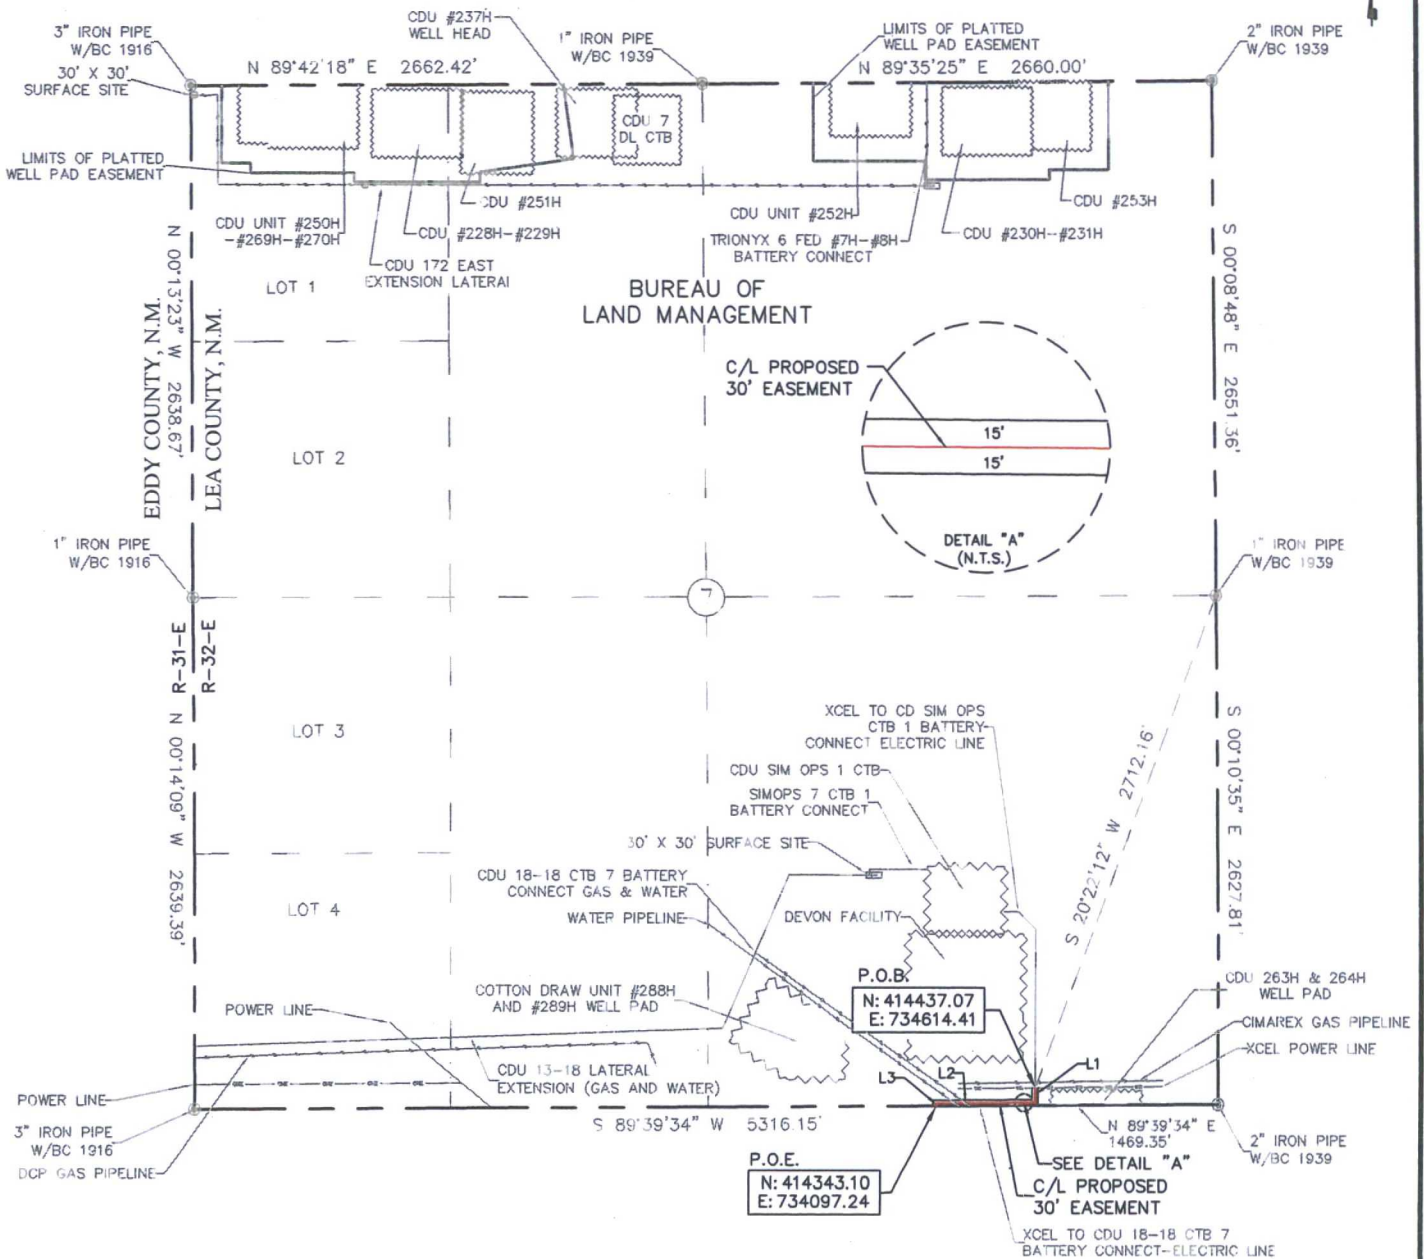 CDU #237H
WELL HEAD
3" IRON PIPE
W/BC 1916
1" IRON PIPE
W/BC 1939
LIMITS OF PLATTED
WELL PAD EASEMENT
2" IRON PIPE
W/BC 1939
30' X 30'
SURFACE SITE
N 89°42'18" E 2662.42'
N 89°35'25" E 2660.00'
CDU 7
DL CTB
LIMITS OF PLATTED
WELL PAD EASEMENT
CDU #251H
CDU #253H
CDU UNIT #250H
-#269H-#270H
CDU #228H-#229H
CDU UNIT #252H
CDU #230H-#231H
TRIONYX 6 FED #7H-#8H
BATTERY CONNECT
CDU 172 EAST
EXTENSION LATERAL
N 00°13'23" W 2638.67'
S 00°08'48" E 2651.36'
LOT 1
BUREAU OF
LAND MANAGEMENT
EDDY COUNTY, N.M.
LEA COUNTY, N.M.
C/L PROPOSED
30' EASEMENT
15'
15'
LOT 2
DETAIL "A"
(N.T.S.)
1" IRON PIPE
W/BC 1916
1" IRON PIPE
W/BC 1939
7
R-31-E
R-32-E
N 00°14'09" W 2639.39'
S 00°10'35" E 2627.81'
LOT 3
XCEL TO CD SIM OPS
CTB 1 BATTERY
CONNECT ELECTRIC LINE
S 20°22'12" W 2712.16'
CDU SIM OPS 1 CTB
SIMOPS 7 CTB 1
BATTERY CONNECT
30' X 30' SURFACE SITE
CDU 18-18 CTB 7 BATTERY
CONNECT GAS & WATER
LOT 4
WATER PIPELINE
DEVON FACILITY
P.O.B.
N: 414437.07
E: 734614.41
CDU 263H & 264H
WELL PAD
COTTON DRAW UNIT #288H
AND #289H WELL PAD
POWER LINE
CIMAREX GAS PIPELINE
XCEL POWER LINE
CDU 13-18 LATERAL
EXTENSION (GAS AND WATER)
L3
L2
L1
POWER LINE
S 89°39'34" W 5316.15'
N 89°39'34" E
1469.35'
3" IRON PIPE
W/BC 1916
2" IRON PIPE
W/BC 1939
DCP GAS PIPELINE
P.O.E.
N: 414343.10
E: 734097.24
SEE DETAIL "A"
C/L PROPOSED
30' EASEMENT
XCEL TO CDU 18-18 CTB 7
BATTERY CONNECT-ELECTRIC LINE